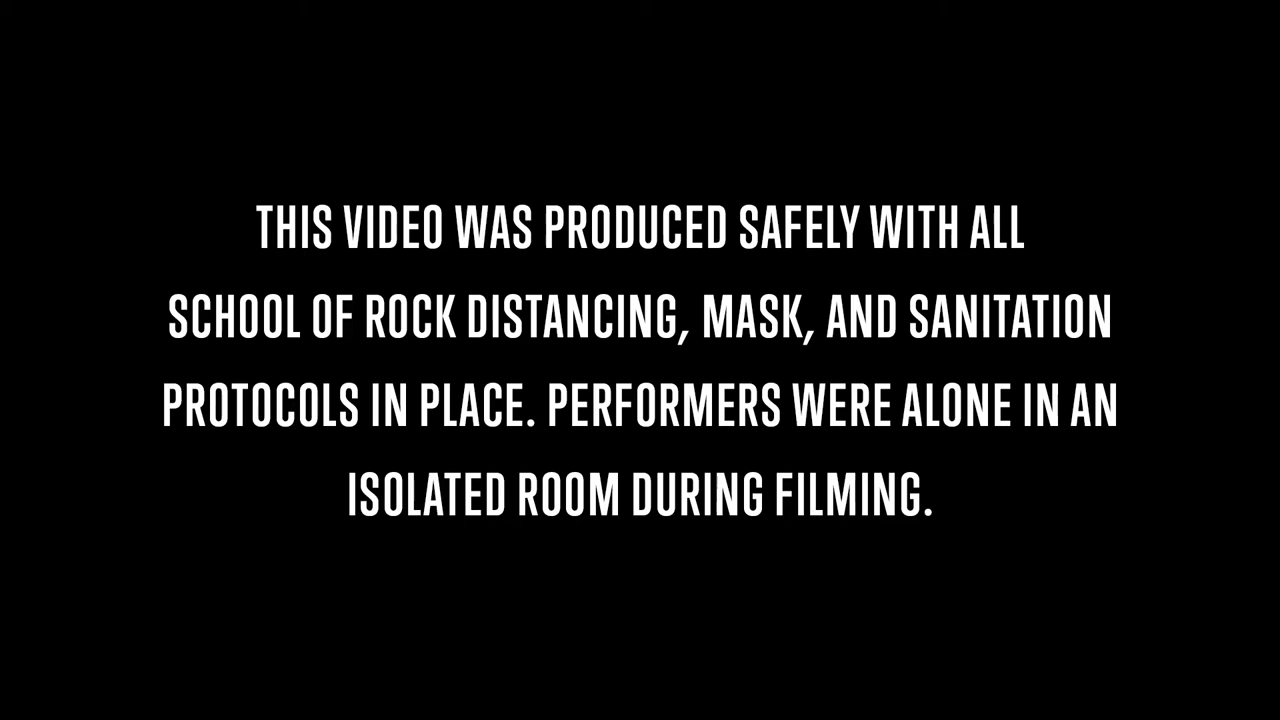 THIS VIDEO WAS PRODUCED SAFELY WITH ALL
SCHOOL OF ROCK DISTANCING, MASK, AND SANITATION
PROTOCOLS IN PLACE. PERFORMERS WERE ALONE IN AN
ISOLATED ROOM DURING FILMING.